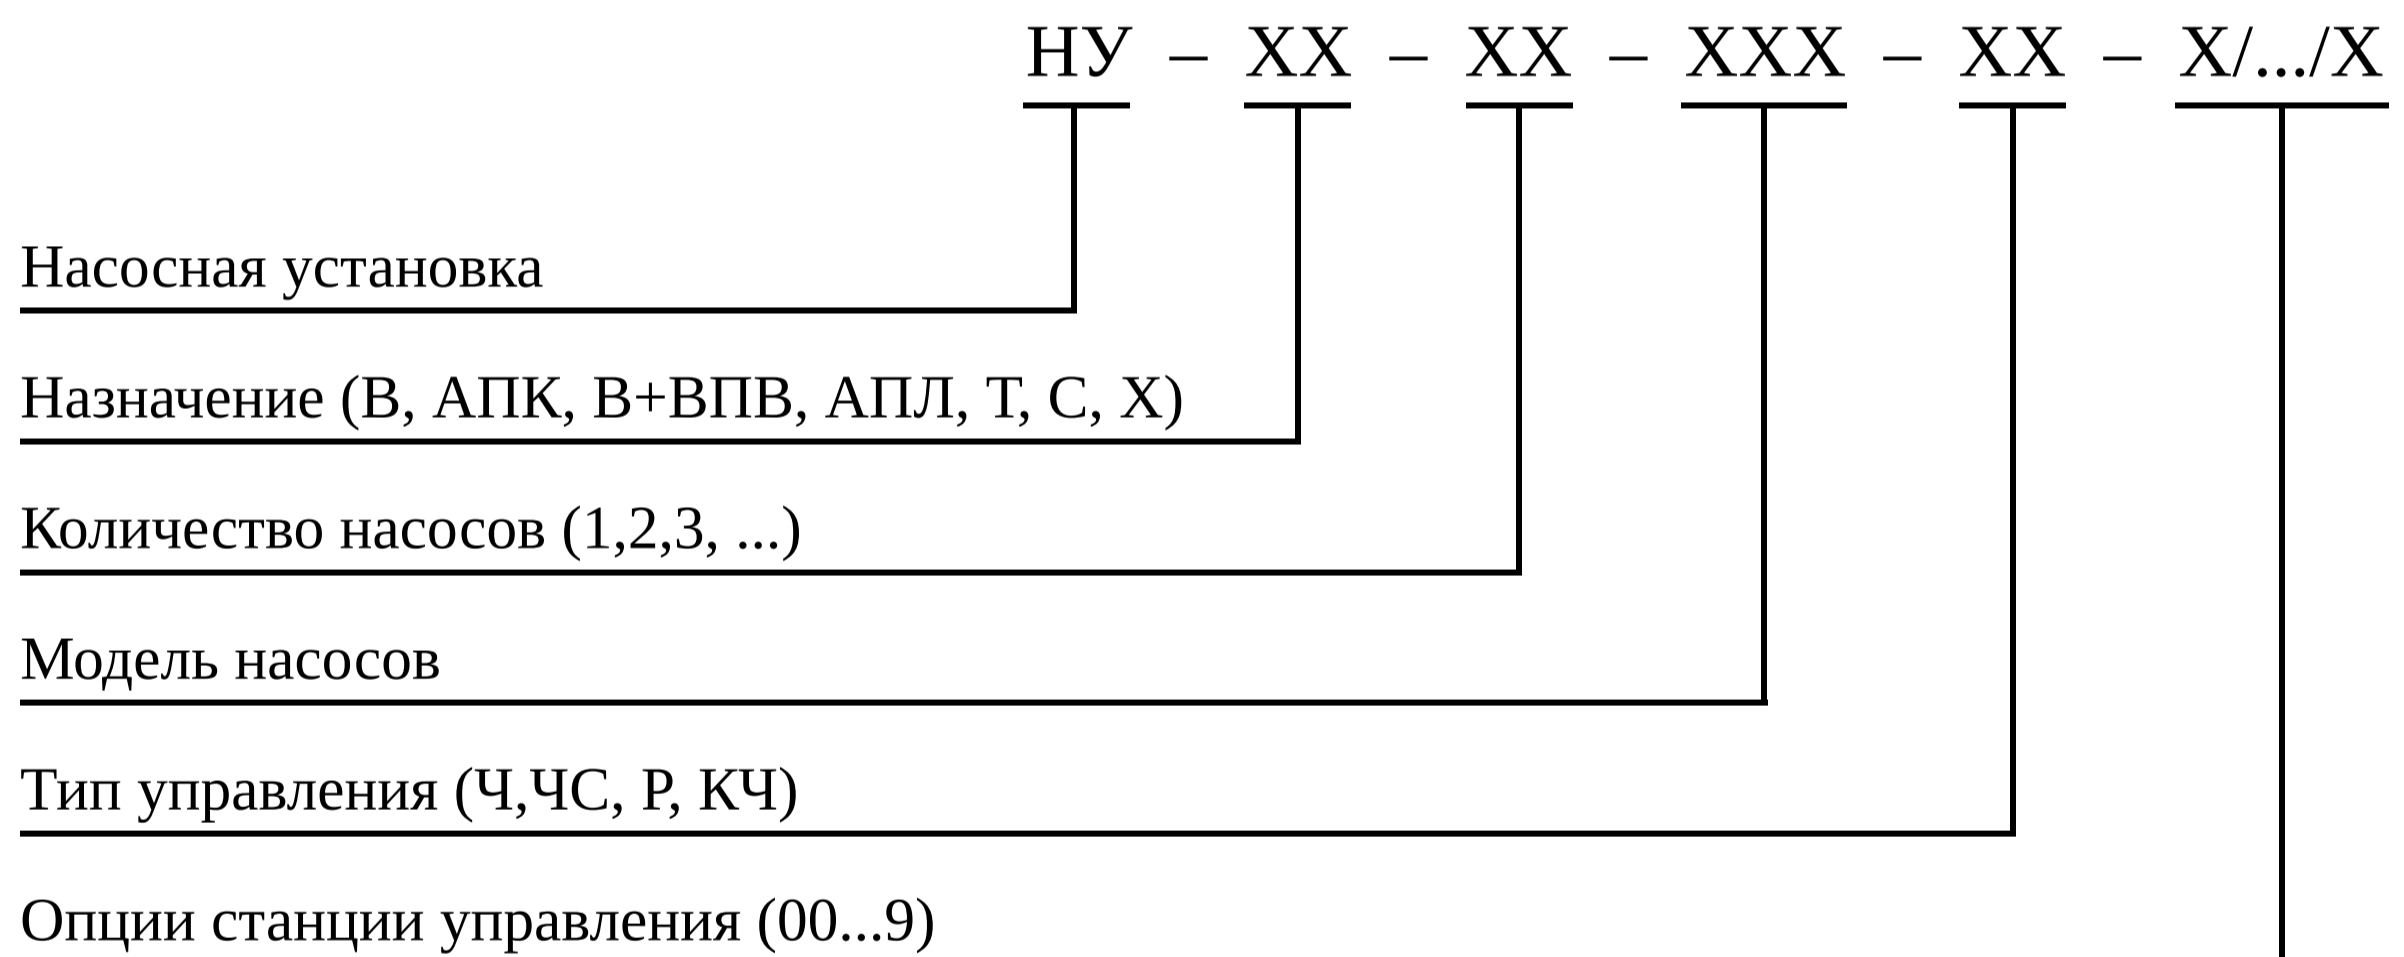 НУ – ХХ – ХХ – ХХХ – ХХ – Х/.../Х
Насосная установка
Назначение (В, АПК, В+ВПВ, АПЛ, Т, С, Х)
Количество насосов (1,2,3, ...)
Модель насосов
Тип управления (Ч,ЧС, Р, КЧ)
Опции станции управления (00...9)